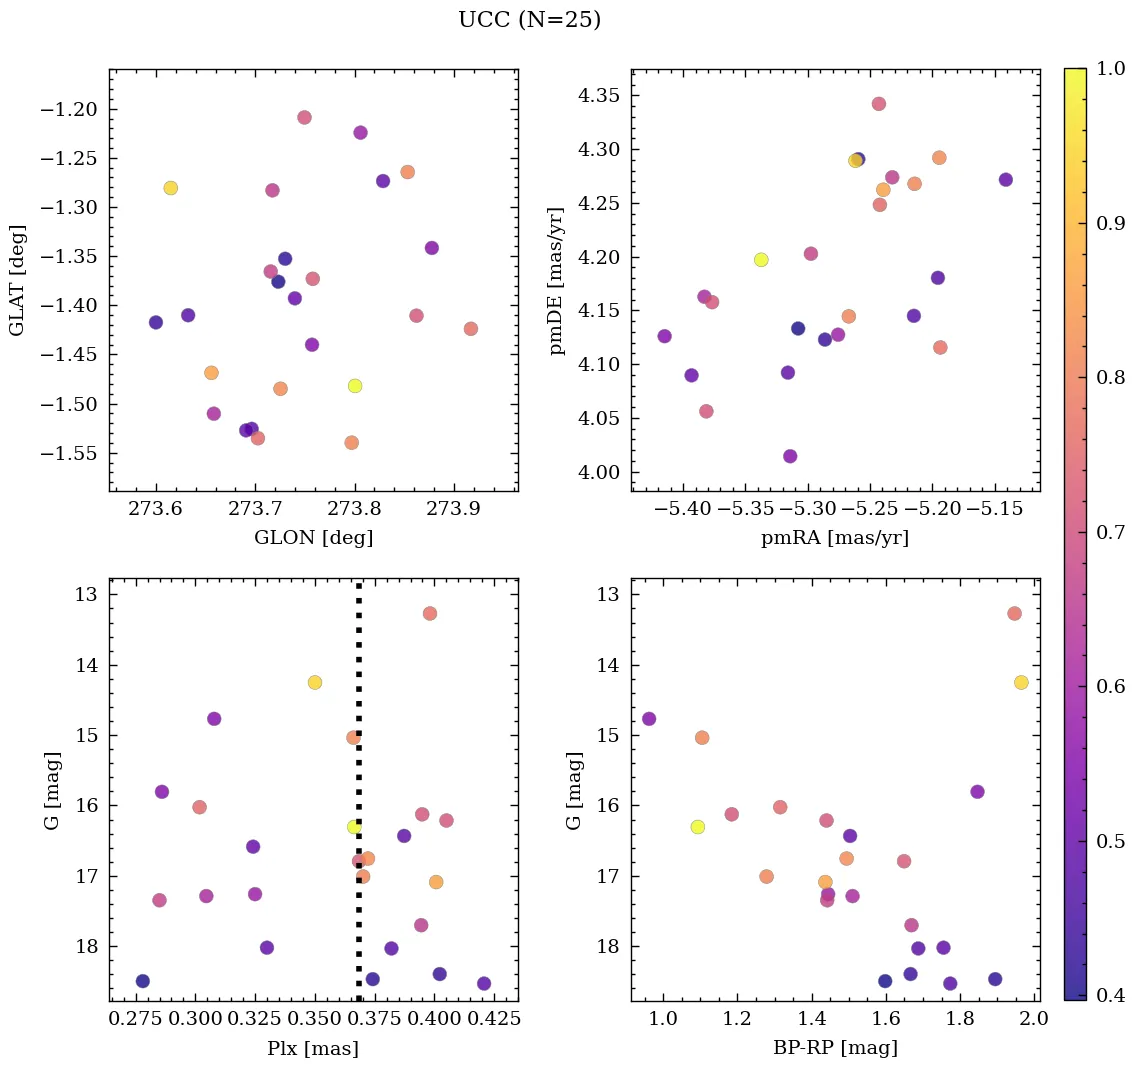 UCC (N=25)
−1.20
−1.25
−1.30
−1.35
−1.40
−1.45
−1.50
−1.55
GLAT [deg]
273.6 273.7 273.8 273.9
GLON [deg]
4.35
4.30
4.25
4.20
4.15
4.10
4.05
4.00
pmDE [mas/yr]
−5.40 −5.35 −5.30 −5.25 −5.20 −5.15
pmRA [mas/yr]
13
14
15
16
17
18
G [mag]
0.275 0.300 0.325 0.350 0.375 0.400 0.425
Plx [mas]
13
14
15
16
17
18
G [mag]
1.0 1.2 1.4 1.6 1.8 2.0
BP-RP [mag]
1.0
0.9
0.8
0.7
0.6
0.5
0.4